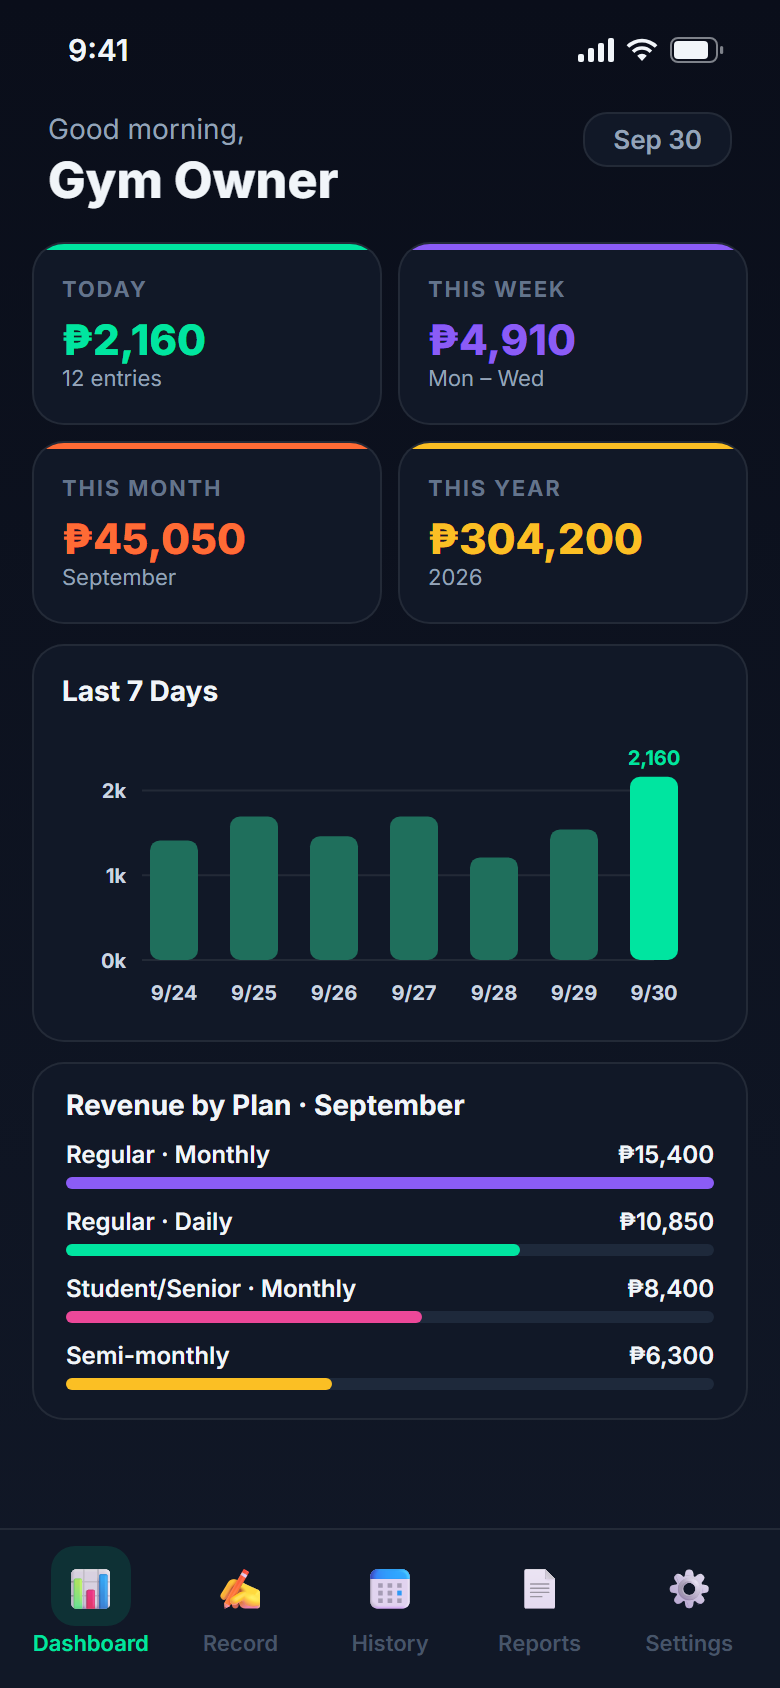 9:41
Good morning,
Gym Owner
Sep 30
TODAY
₱2,160
12 entries
THIS WEEK
₱4,910
Mon – Wed
THIS MONTH
₱45,050
September
THIS YEAR
₱304,200
2026
Last 7 Days
2,160
2k
1k
0k
9/24 9/25 9/26 9/27 9/28 9/29 9/30
Revenue by Plan · September
Regular · Monthly ₱15,400
Regular · Daily ₱10,850
Student/Senior · Monthly ₱8,400
Semi-monthly ₱6,300
Dashboard Record History Reports Settings